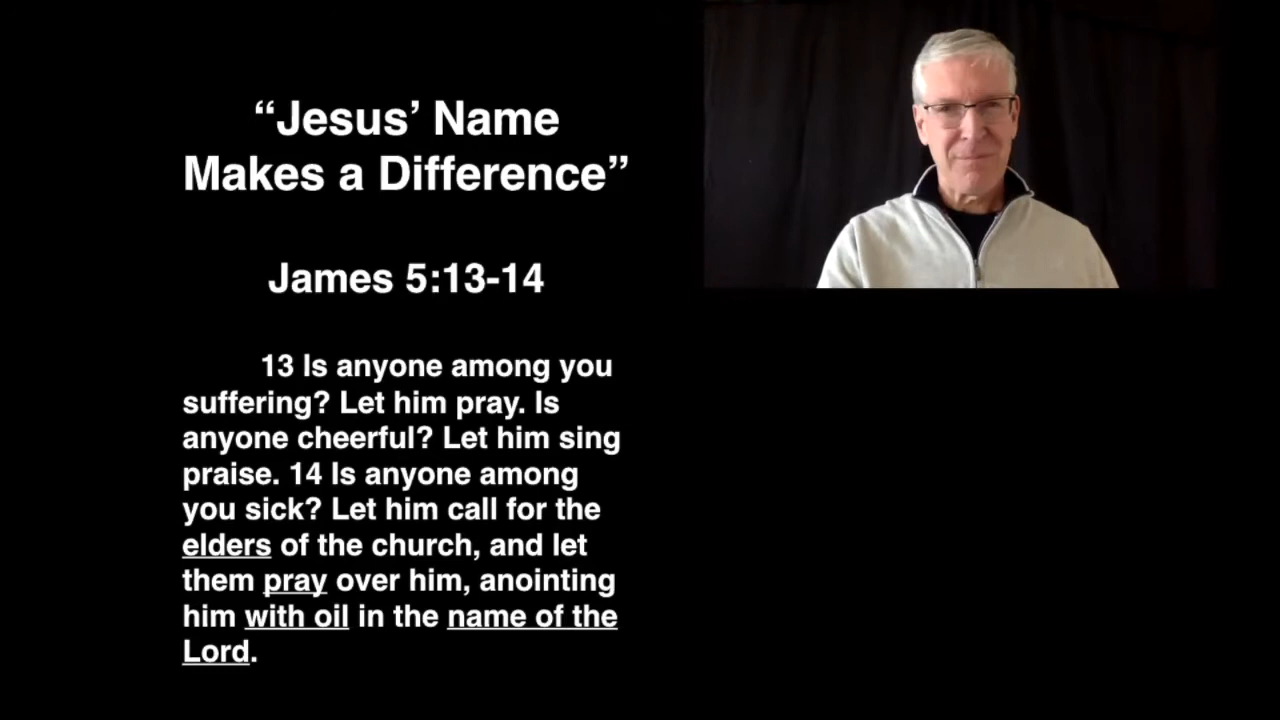 “Jesus’ Name
Makes a Difference”
James 5:13-14
13 Is anyone among you
suffering? Let him pray. Is
anyone cheerful? Let him sing
praise. 14 Is anyone among
you sick? Let him call for the
elders of the church, and let
them pray over him, anointing
him with oil in the name of the
Lord.